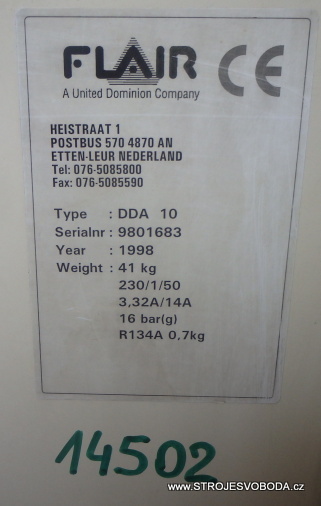 FLAIR CE
A United Dominion Company
HEISTRAAT 1
POSTBUS 570 4870 AN
ETTEN-LEUR NEDERLAND
Tel: 076-5085800
Fax: 076-5085590
Type : DDA 10
Serialnr : 9801683
Year : 1998
Weight : 41 kg
230/1/50
3,32A/14A
16 bar(g)
R134A 0,7kg
14502
www.STROJESVOBODA.cz